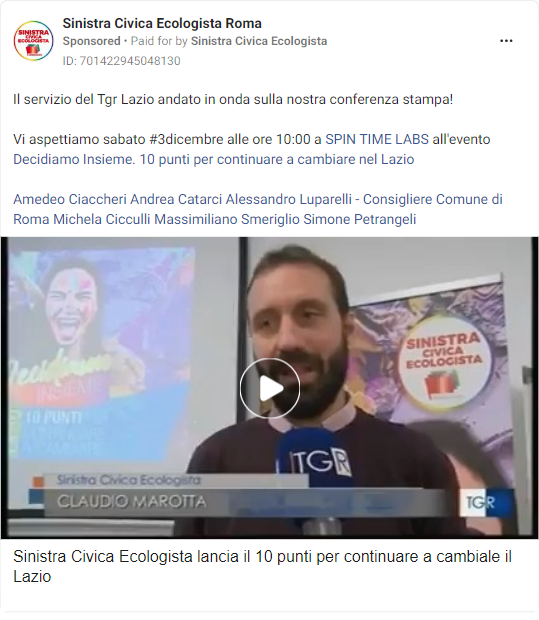 Sinistra Civica Ecologista Roma
Sponsored • Paid for by Sinistra Civica Ecologista
ID: 701422945048130
Il servizio del Tgr Lazio andato in onda sulla nostra conferenza stampa!
Vi aspettiamo sabato #3dicembre alle ore 10:00 a SPIN TIME LABS all'evento
Decidiamo Insieme. 10 punti per continuare a cambiare nel Lazio
Amedeo Ciaccheri Andrea Catarci Alessandro Luparelli - Consigliere Comune di
Roma Michela Cicculli Massimiliano Smeriglio Simone Petrangeli
SINISTRA
CIVICA
ECOLOGISTA
Decidiamo
INSIEME
10 PUNTI
SINISTRA
CIVICA
ECOLOGISTA
TGR
Sinistra Civica Ecologista
CLAUDIO MAROTTA
TGR
Sinistra Civica Ecologista lancia il 10 punti per continuare a cambiale il
Lazio